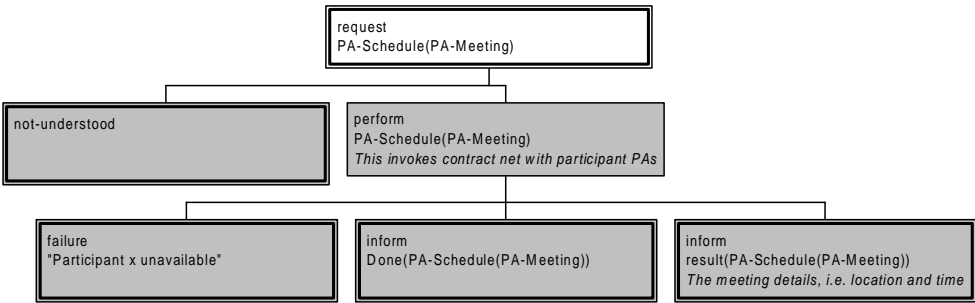 request
PA-Schedule(PA-Meeting)
not-understood
perform
PA-Schedule(PA-Meeting)
This invokes contract net with participant PAs
failure
"Participant x unavailable"
inform
Done(PA-Schedule(PA-Meeting))
inform
result(PA-Schedule(PA-Meeting))
The meeting details, i.e. location and time